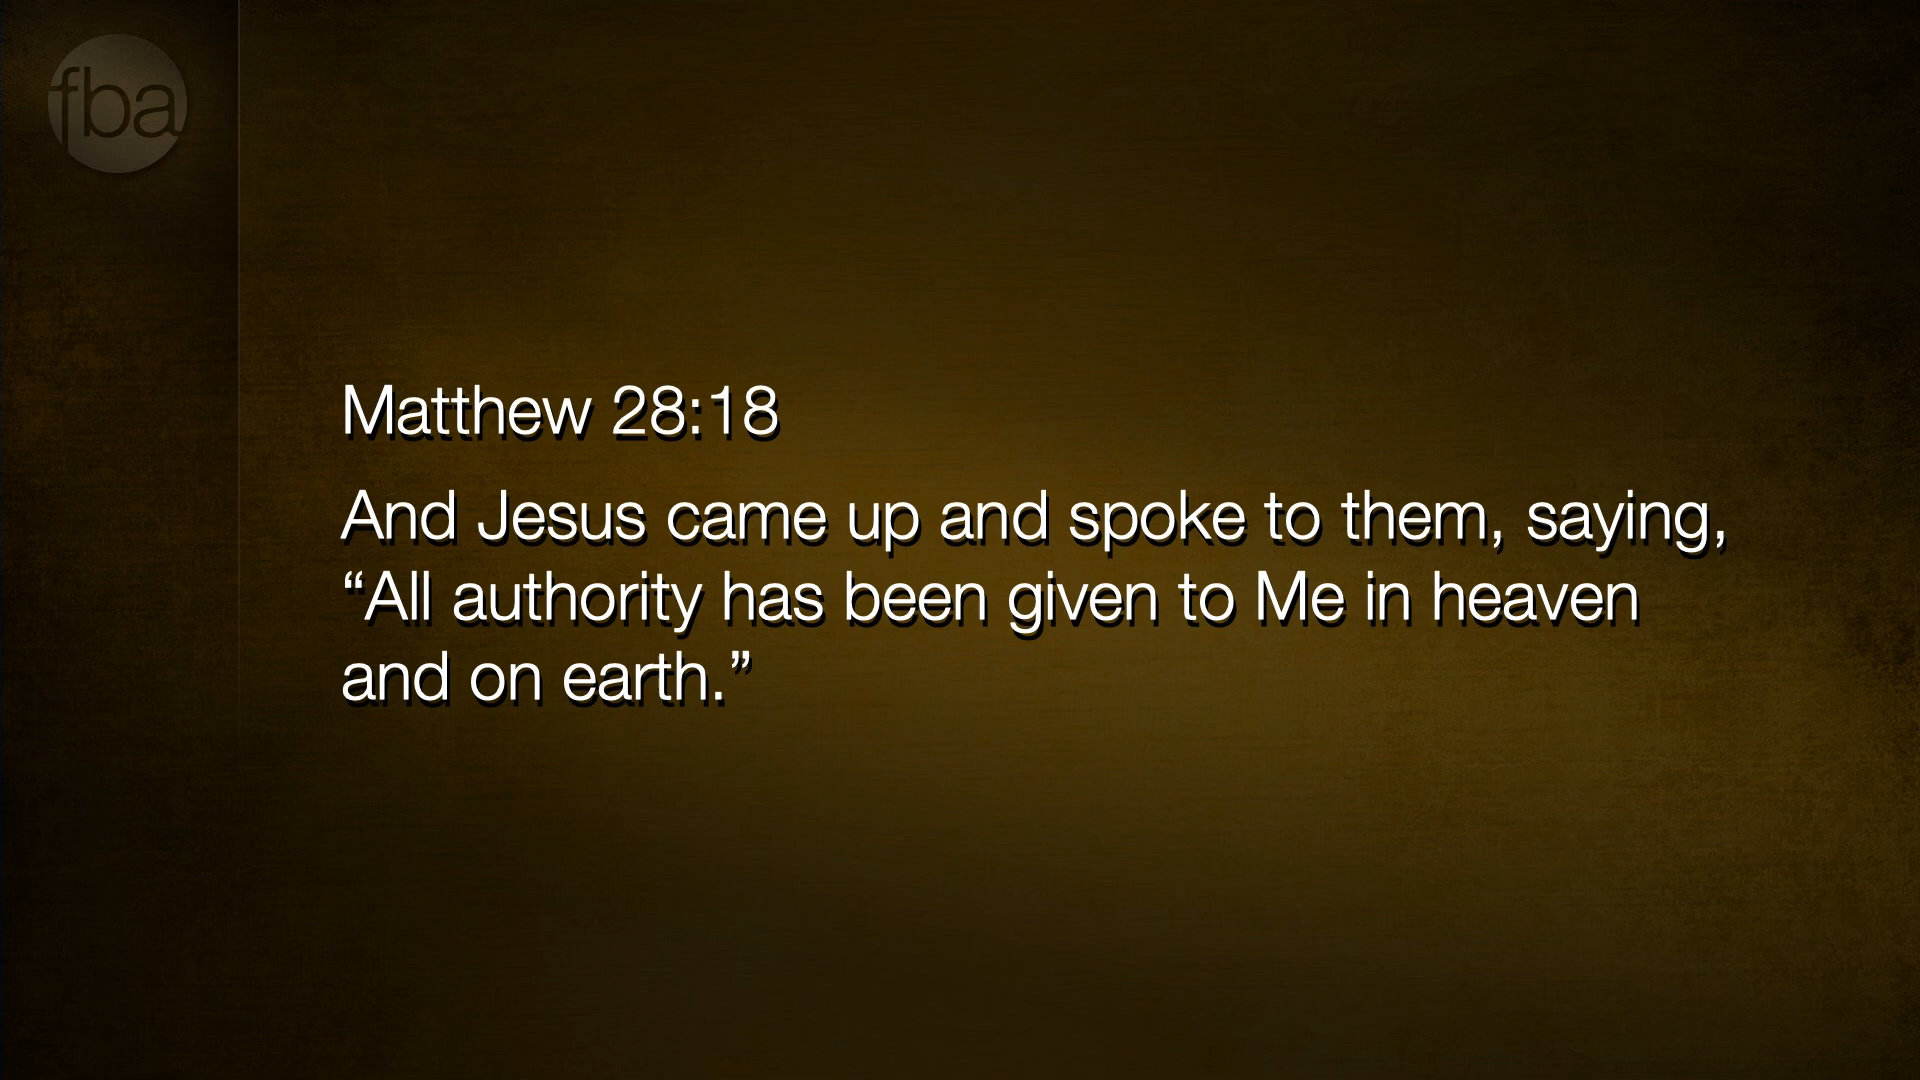 fba
Matthew 28:18
And Jesus came up and spoke to them, saying,
“All authority has been given to Me in heaven
and on earth.”